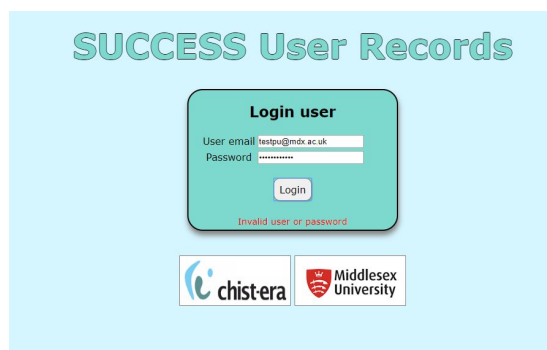 SUCCESS User Records
Login user
User email testpu@mdx.ac.uk
Password ••••••••••••
Login
Invalid user or password
chist-era
Middlesex
University